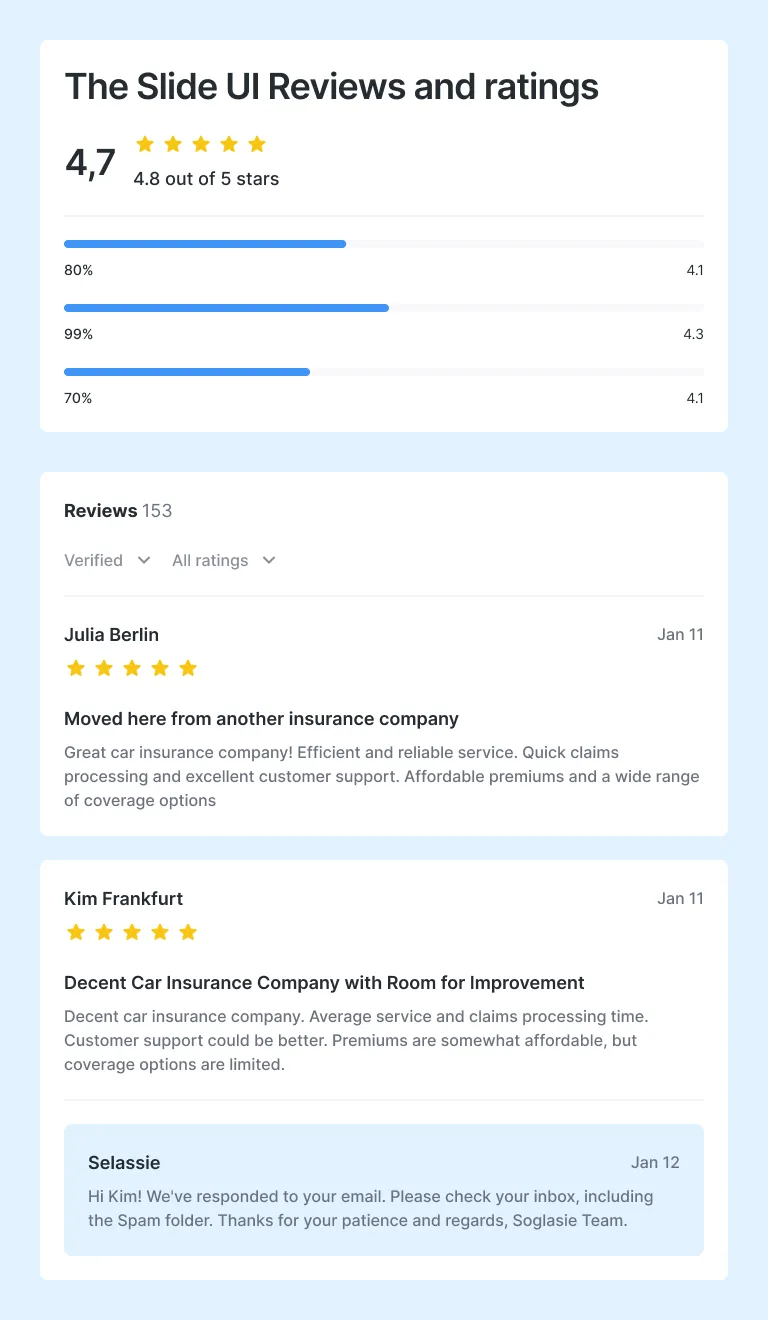 The Slide UI Reviews and ratings
4,7
4.8 out of 5 stars
80% 4.1
99% 4.3
70% 4.1
Reviews 153
Verified All ratings
Julia Berlin Jan 11
Moved here from another insurance company
Great car insurance company! Efficient and reliable service. Quick claims
processing and excellent customer support. Affordable premiums and a wide range
of coverage options
Kim Frankfurt Jan 11
Decent Car Insurance Company with Room for Improvement
Decent car insurance company. Average service and claims processing time.
Customer support could be better. Premiums are somewhat affordable, but
coverage options are limited.
Selassie Jan 12
Hi Kim! We've responded to your email. Please check your inbox, including
the Spam folder. Thanks for your patience and regards, Soglasie Team.